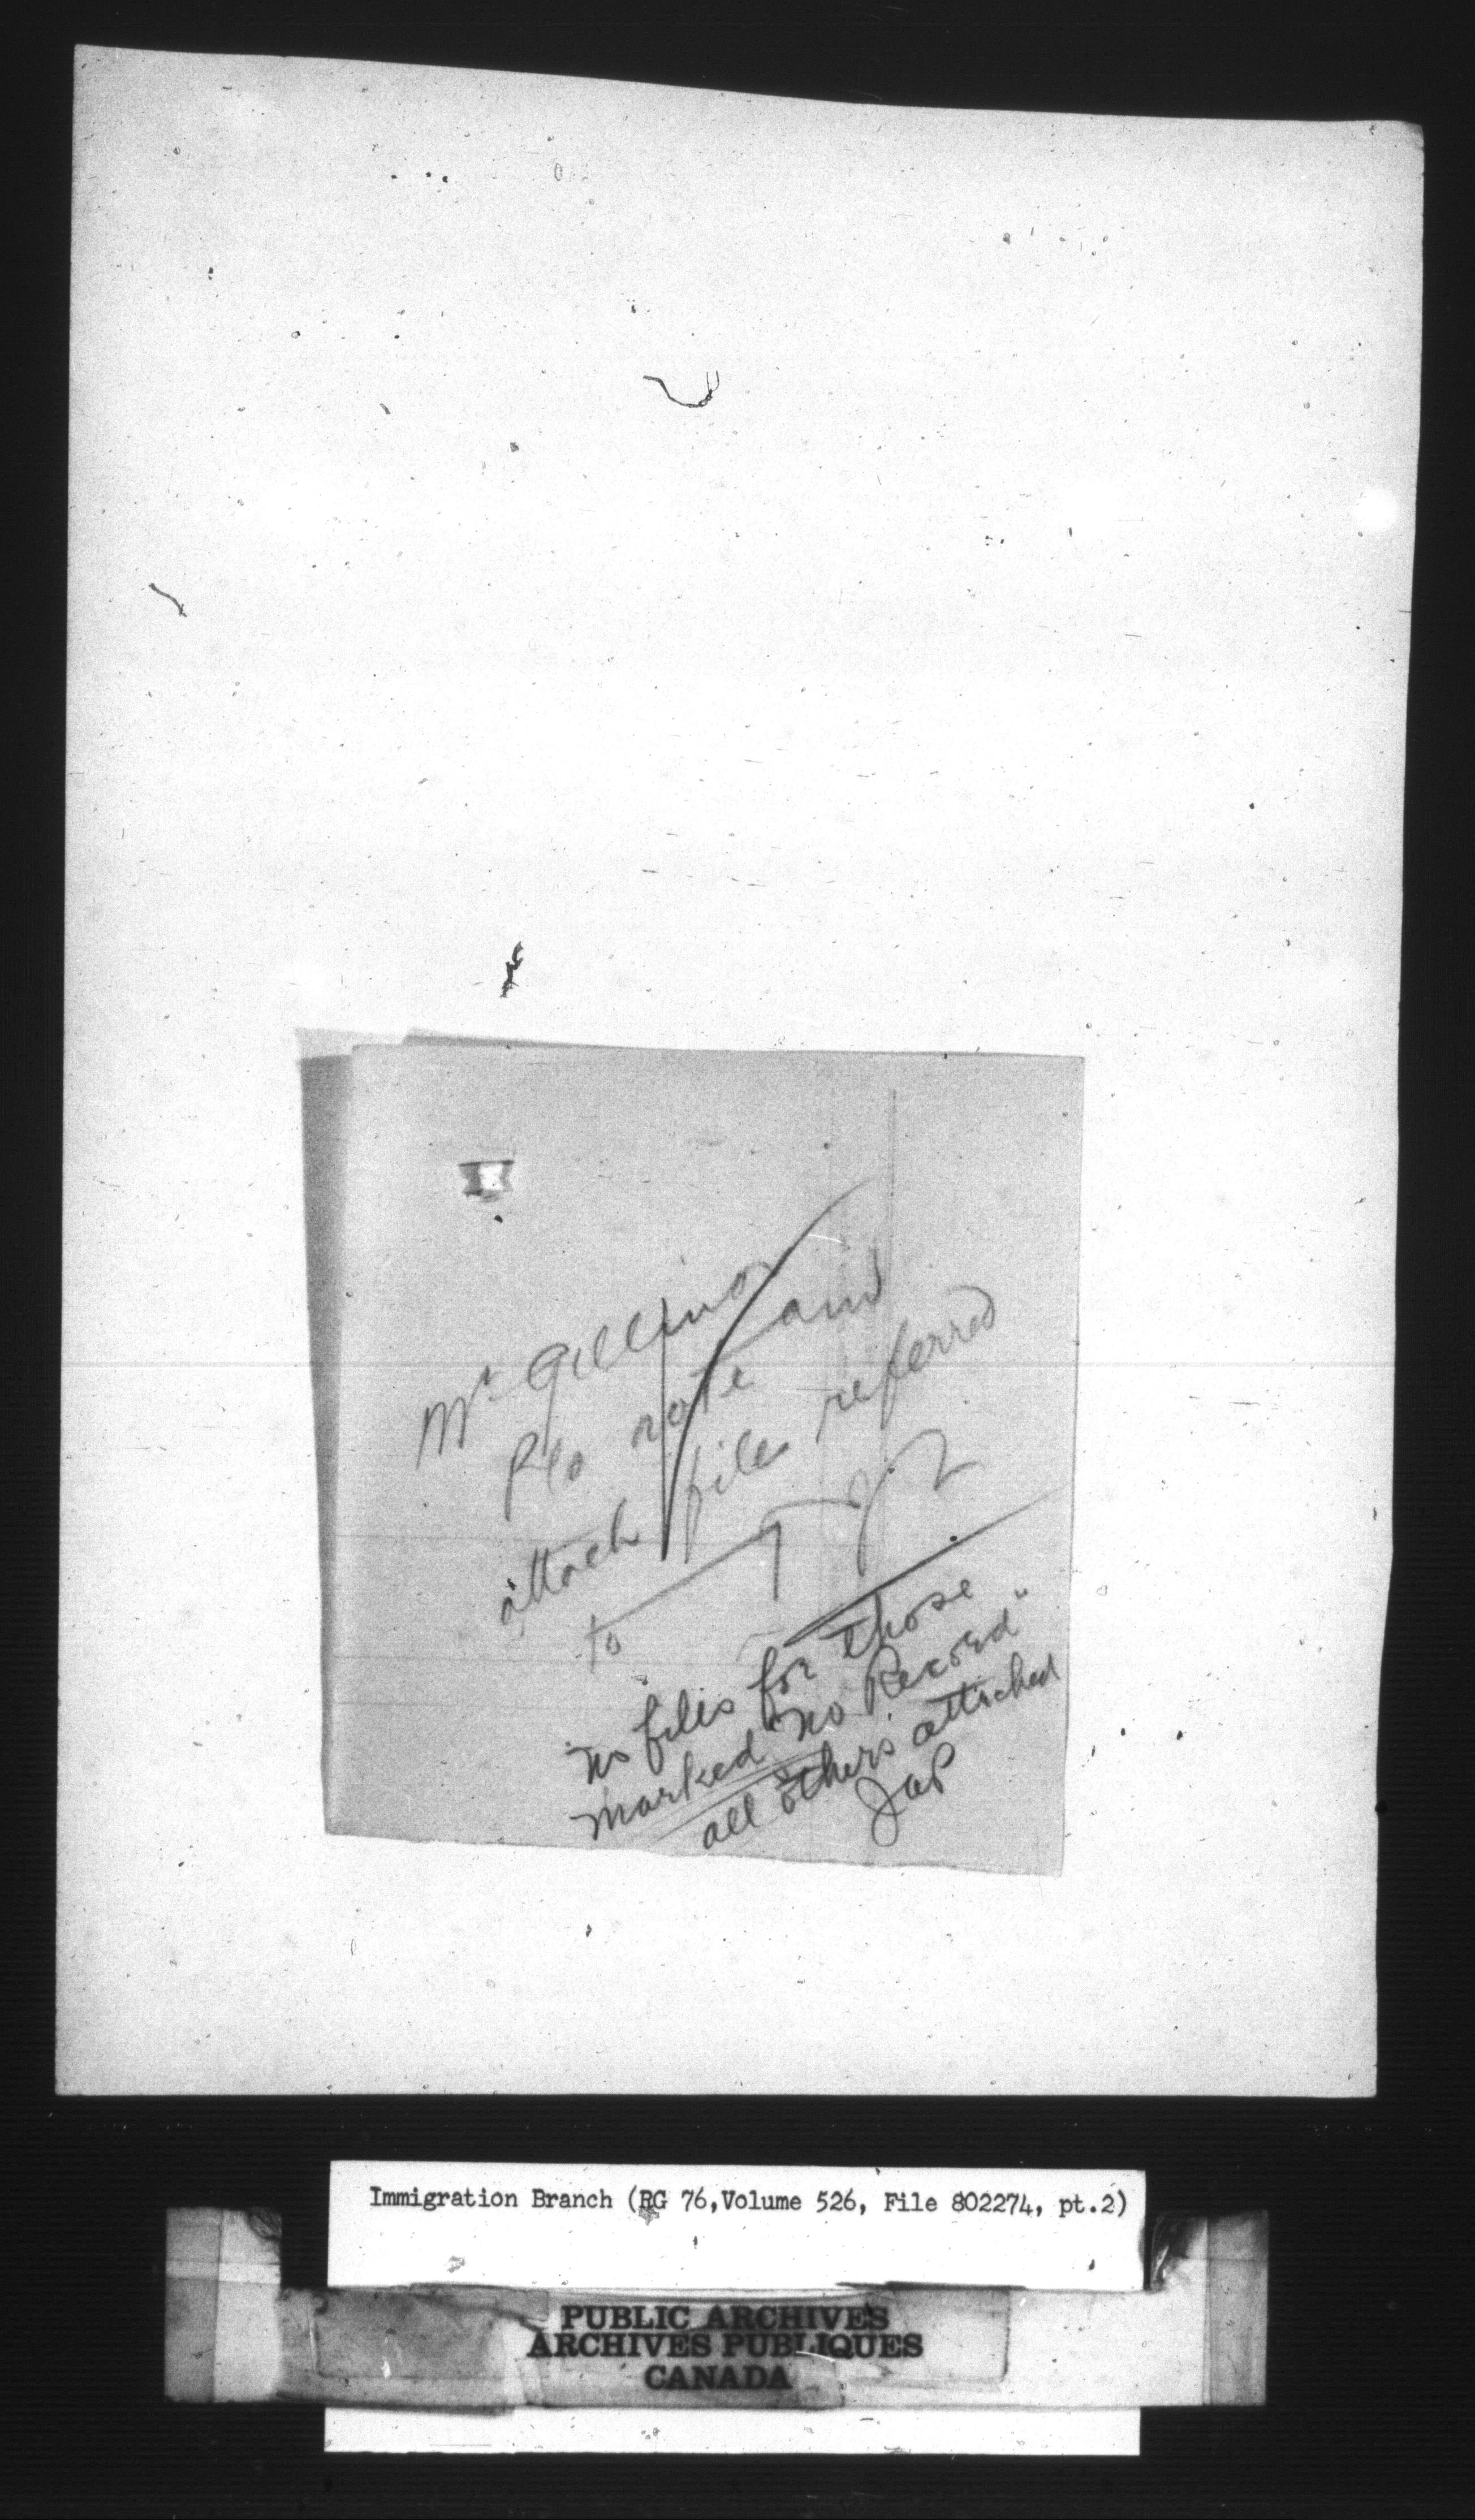 Mr Gilling
Pls note and
attach files referred
to
no files for those
marked "no Record"
all others attached
JAP
Immigration Branch (RG 76, Volume 526, File 802274, pt.2)
PUBLIC ARCHIVES
ARCHIVES PUBLIQUES
CANADA